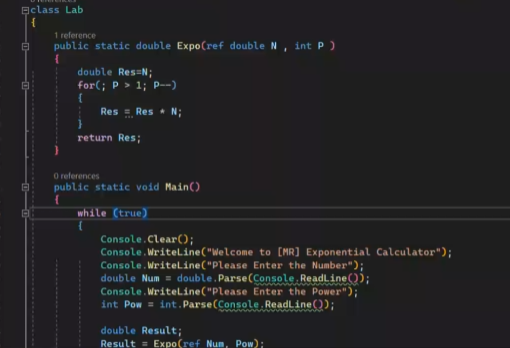 class Lab
{
1 reference
public static double Expo(ref double N , int P )
{
double Res=N;
for(; P > 1; P--)
{
Res = Res * N;
}
return Res;
}
0 references
public static void Main()
{
while (true)
{
Console.Clear();
Console.WriteLine("Welcome to [MR] Exponential Calculator");
Console.WriteLine("Please Enter the Number");
double Num = double.Parse(Console.ReadLine());
Console.WriteLine("Please Enter the Power");
int Pow = int.Parse(Console.ReadLine());
double Result;
Result = Expo(ref Num, Pow);